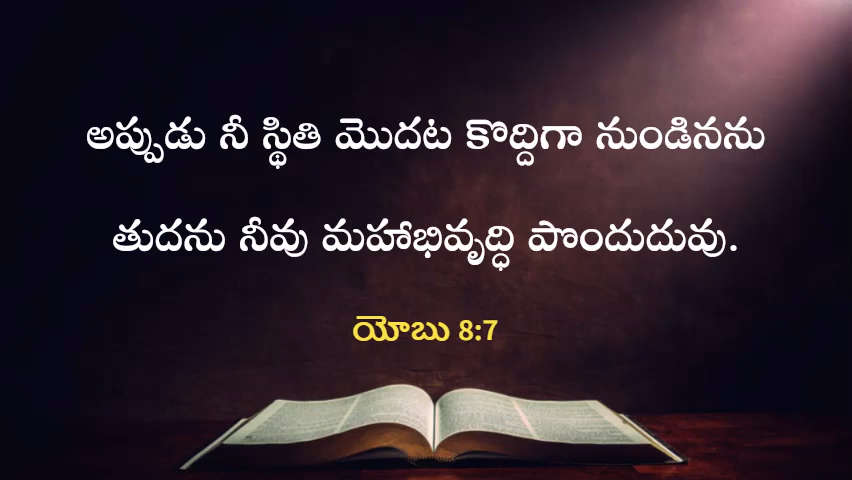 అప్పుడు నీ స్థితి మొదట కొద్దిగా నుండినను
తుదను నీవు మహాభివృద్ధి పొందుదువు.
యోబు 8:7